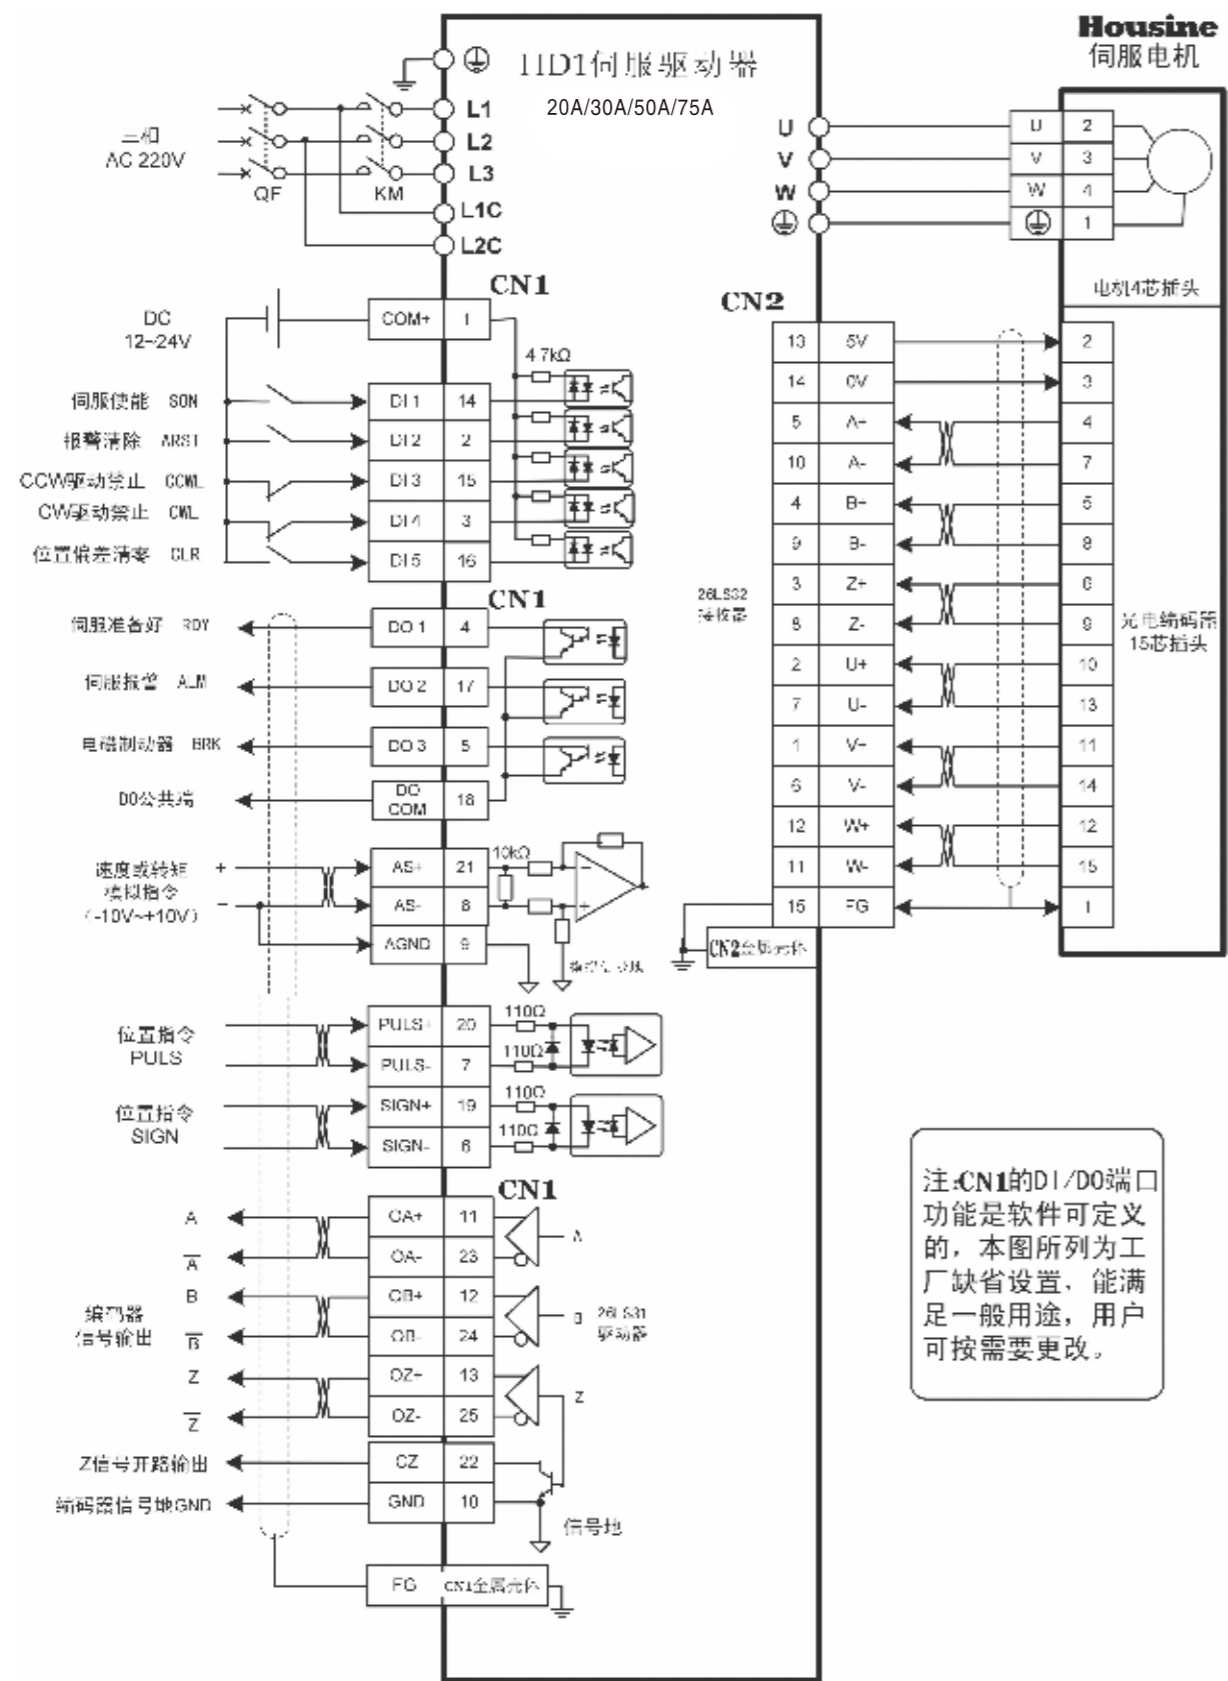 Housine
伺服电机
HD1伺服驱动器
20A/30A/50A/75A
三相
AC 220V
QF
KM
L1
L2
L3
L1C
L2C
U
V
W
U 2
V 3
W 4
1
电机4芯插头
CN1
DC
12~24V
COM+ 1
4.7kΩ
伺服使能 SON DI1 14
报警清除 ARST DI2 2
CCW驱动禁止 CCWL DI3 15
CW驱动禁止 CWL DI4 3
位置偏差清零 CLR DI5 16
CN1
伺服准备好 RDY DO1 4
伺服报警 ALM DO2 17
电磁制动器 BRK DO3 5
DO公共端 DO COM 18
速度或转矩
模拟指令
(-10V~+10V)
+
−
AS+ 21
AS- 8
AGND 9
10kΩ
−
+
模拟信号地
位置指令
PULS
PULS+ 20 110Ω
PULS- 7 110Ω
位置指令
SIGN
SIGN+ 19 110Ω
SIGN- 6 110Ω
CN1
A OA+ 11
A OA- 23
A
编码器
信号输出
B OB+ 12
B OB- 24
B
26LS31
驱动器
Z OZ+ 13
Z OZ- 25
Z
Z信号开路输出 CZ 22
编码器信号地GND GND 10
信号地
FG CN1金属壳体
CN2
13 5V 2
14 0V 3
5 A+ 4
10 A- 7
4 B+ 5
9 B- 8
3 Z+ 6
8 Z- 9
2 U+ 10
7 U- 13
1 V+ 11
6 V- 14
12 W+ 12
11 W- 15
15 FG 1
26LS32
接收器
光电编码器
15芯插头
CN2金属壳体
注:CN1的DI/DO端口
功能是软件可定义
的，本图所列为工
厂缺省设置，能满
足一般用途，用户
可按需要更改。